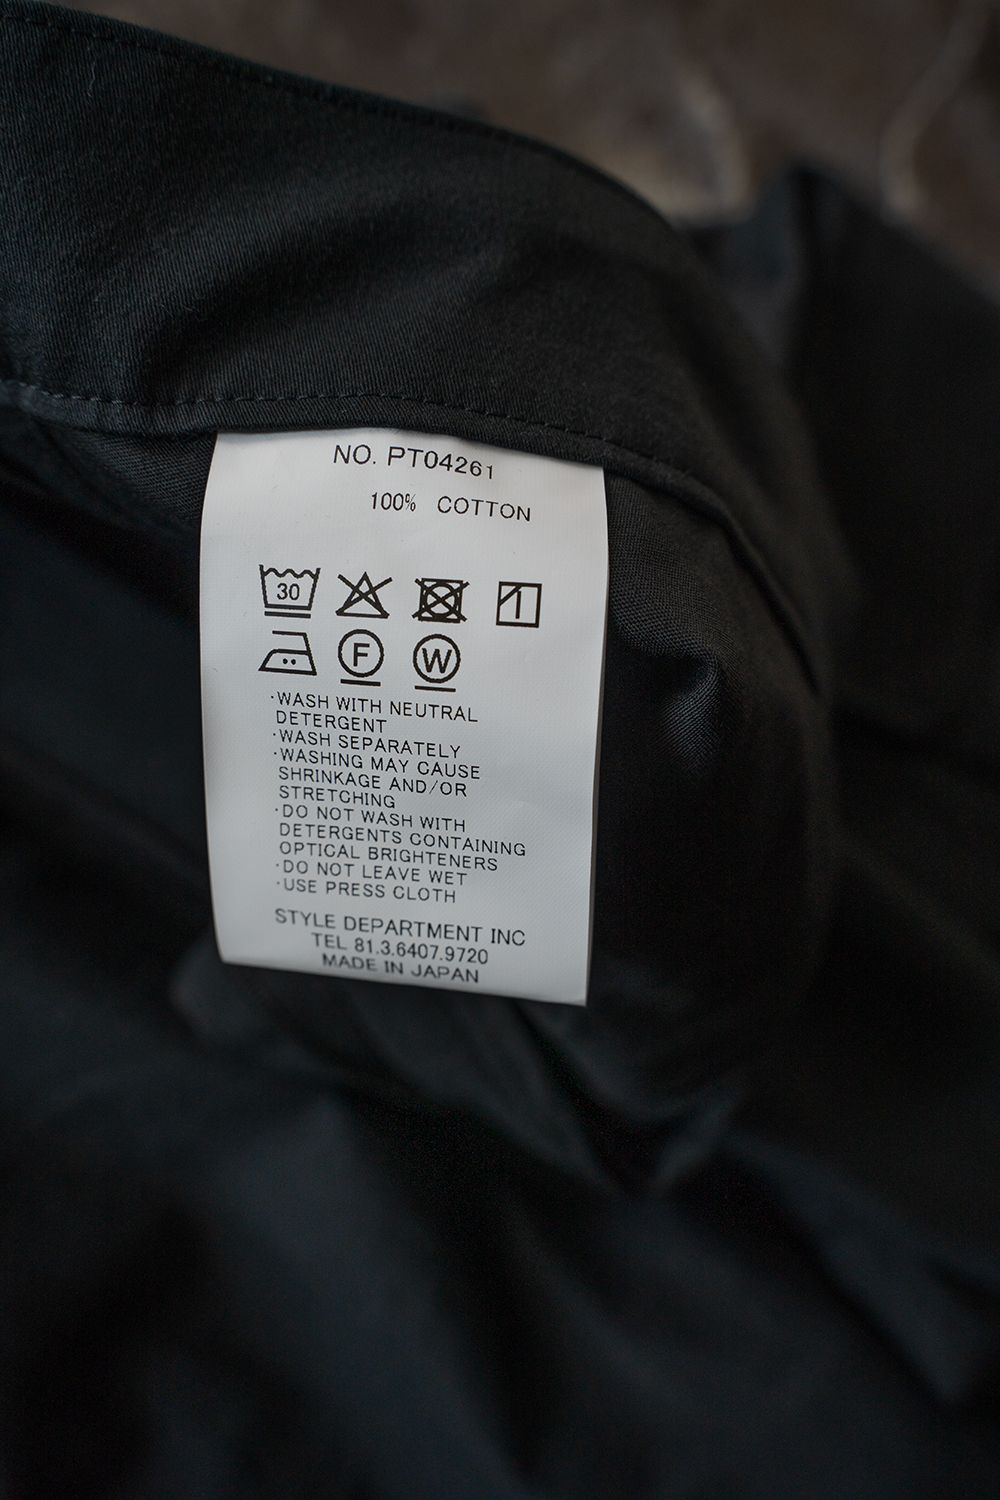 NO. PT04261
100% COTTON
30
F W
·WASH WITH NEUTRAL
DETERGENT
·WASH SEPARATELY
·WASHING MAY CAUSE
SHRINKAGE AND/OR
STRETCHING
·DO NOT WASH WITH
DETERGENTS CONTAINING
OPTICAL BRIGHTENERS
·DO NOT LEAVE WET
·USE PRESS CLOTH
STYLE DEPARTMENT INC
TEL 81.3.6407.9720
MADE IN JAPAN